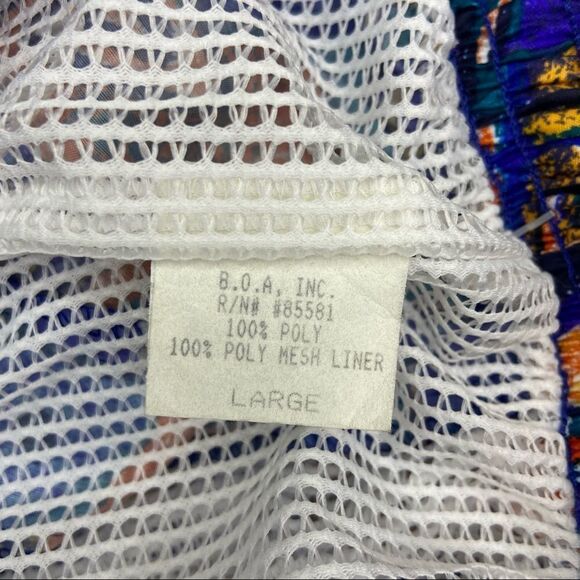 B.O.A, INC.
R/N# #85581
100% POLY
100% POLY MESH LINER
LARGE